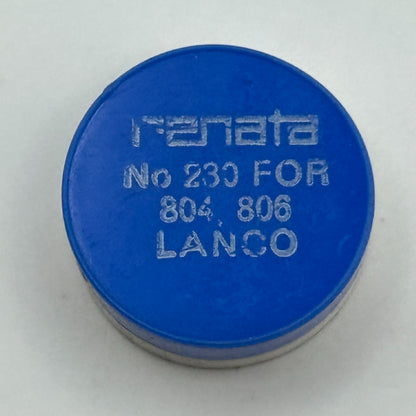 renata
No 230 FOR
804, 806
LANCO